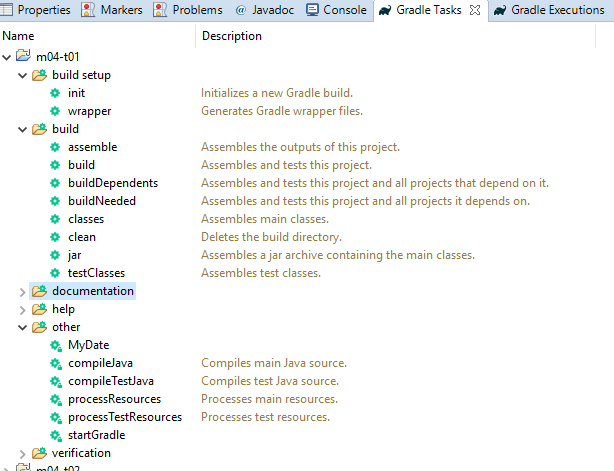 Properties Markers Problems @ Javadoc Console Gradle Tasks Gradle Executions
Name Description
m04-t01
build setup
init Initializes a new Gradle build.
wrapper Generates Gradle wrapper files.
build
assemble Assembles the outputs of this project.
build Assembles and tests this project.
buildDependents Assembles and tests this project and all projects that depend on it.
buildNeeded Assembles and tests this project and all projects it depends on.
classes Assembles main classes.
clean Deletes the build directory.
jar Assembles a jar archive containing the main classes.
testClasses Assembles test classes.
documentation
help
other
MyDate
compileJava Compiles main Java source.
compileTestJava Compiles test Java source.
processResources Processes main resources.
processTestResources Processes test resources.
startGradle
verification
m04-t02